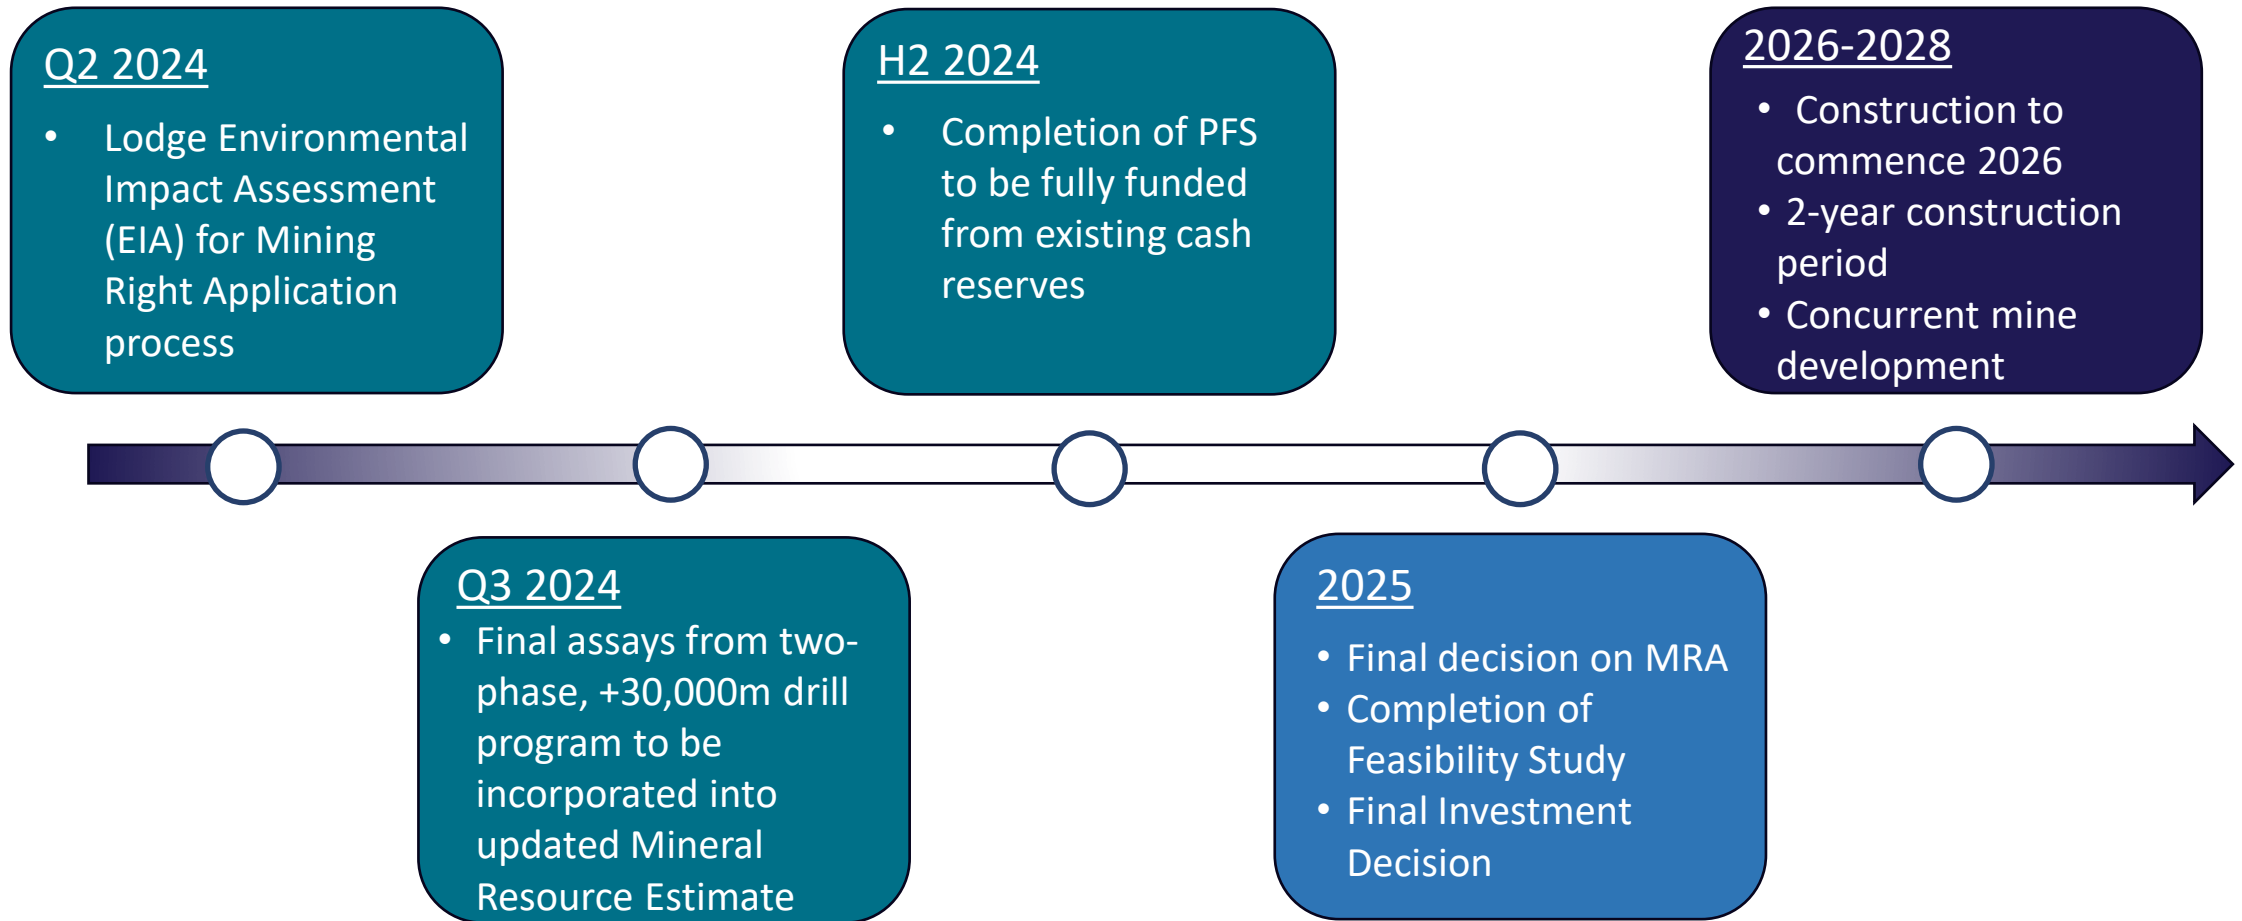 Q2 2024
• Lodge Environmental
Impact Assessment
(EIA) for Mining
Right Application
process
Q3 2024
• Final assays from two-
phase, +30,000m drill
program to be
incorporated into
updated Mineral
Resource Estimate
H2 2024
• Completion of PFS
to be fully funded
from existing cash
reserves
2025
• Final decision on MRA
• Completion of
Feasibility Study
• Final Investment
Decision
2026-2028
• Construction to
commence 2026
• 2-year construction
period
• Concurrent mine
development